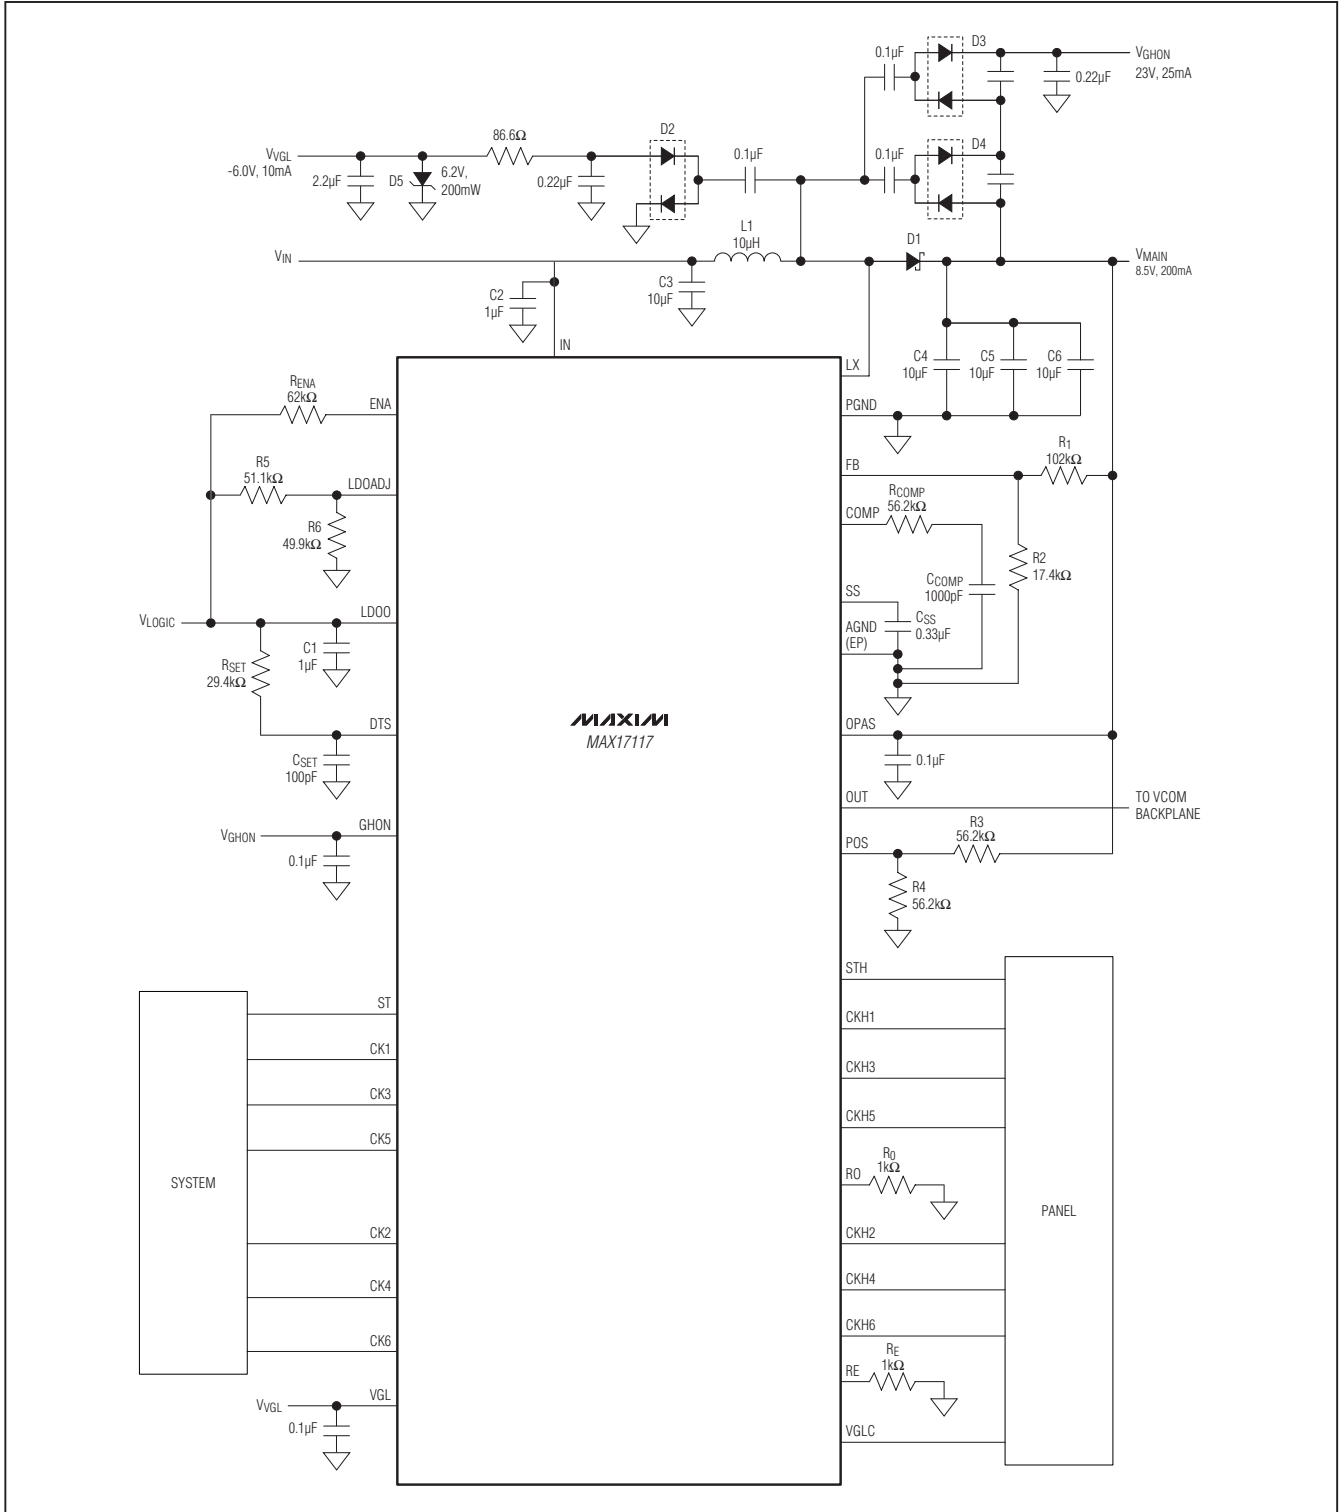 D3
0.1µF
VGHON
23V, 25mA
0.22µF
86.6Ω
D2
D4
0.1µF
0.1µF
VVGL
-6.0V, 10mA
2.2µF
D5
6.2V,
200mW
0.22µF
L1
10µH
D1
VIN
VMAIN
8.5V, 200mA
C2
1µF
C3
10µF
IN
LX
C4
10µF
C5
10µF
C6
10µF
RENA
62kΩ
ENA
PGND
R1
102kΩ
FB
R5
51.1kΩ
LDOADJ
RCOMP
56.2kΩ
COMP
R6
49.9kΩ
R2
17.4kΩ
CCOMP
1000pF
SS
CSS
0.33µF
AGND
(EP)
VLOGIC
LDOO
C1
1µF
RSET
29.4kΩ
MAXIM
MAX17117
DTS
OPAS
CSET
100pF
0.1µF
OUT
TO VCOM
BACKPLANE
VGHON
GHON
0.1µF
R3
56.2kΩ
POS
R4
56.2kΩ
STH
ST
CKH1
CK1
CKH3
CK3
CKH5
CK5
R0
1kΩ
RO
SYSTEM
PANEL
CK2
CKH2
CK4
CKH4
CK6
CKH6
RE
1kΩ
RE
VVGL
VGL
0.1µF
VGLC